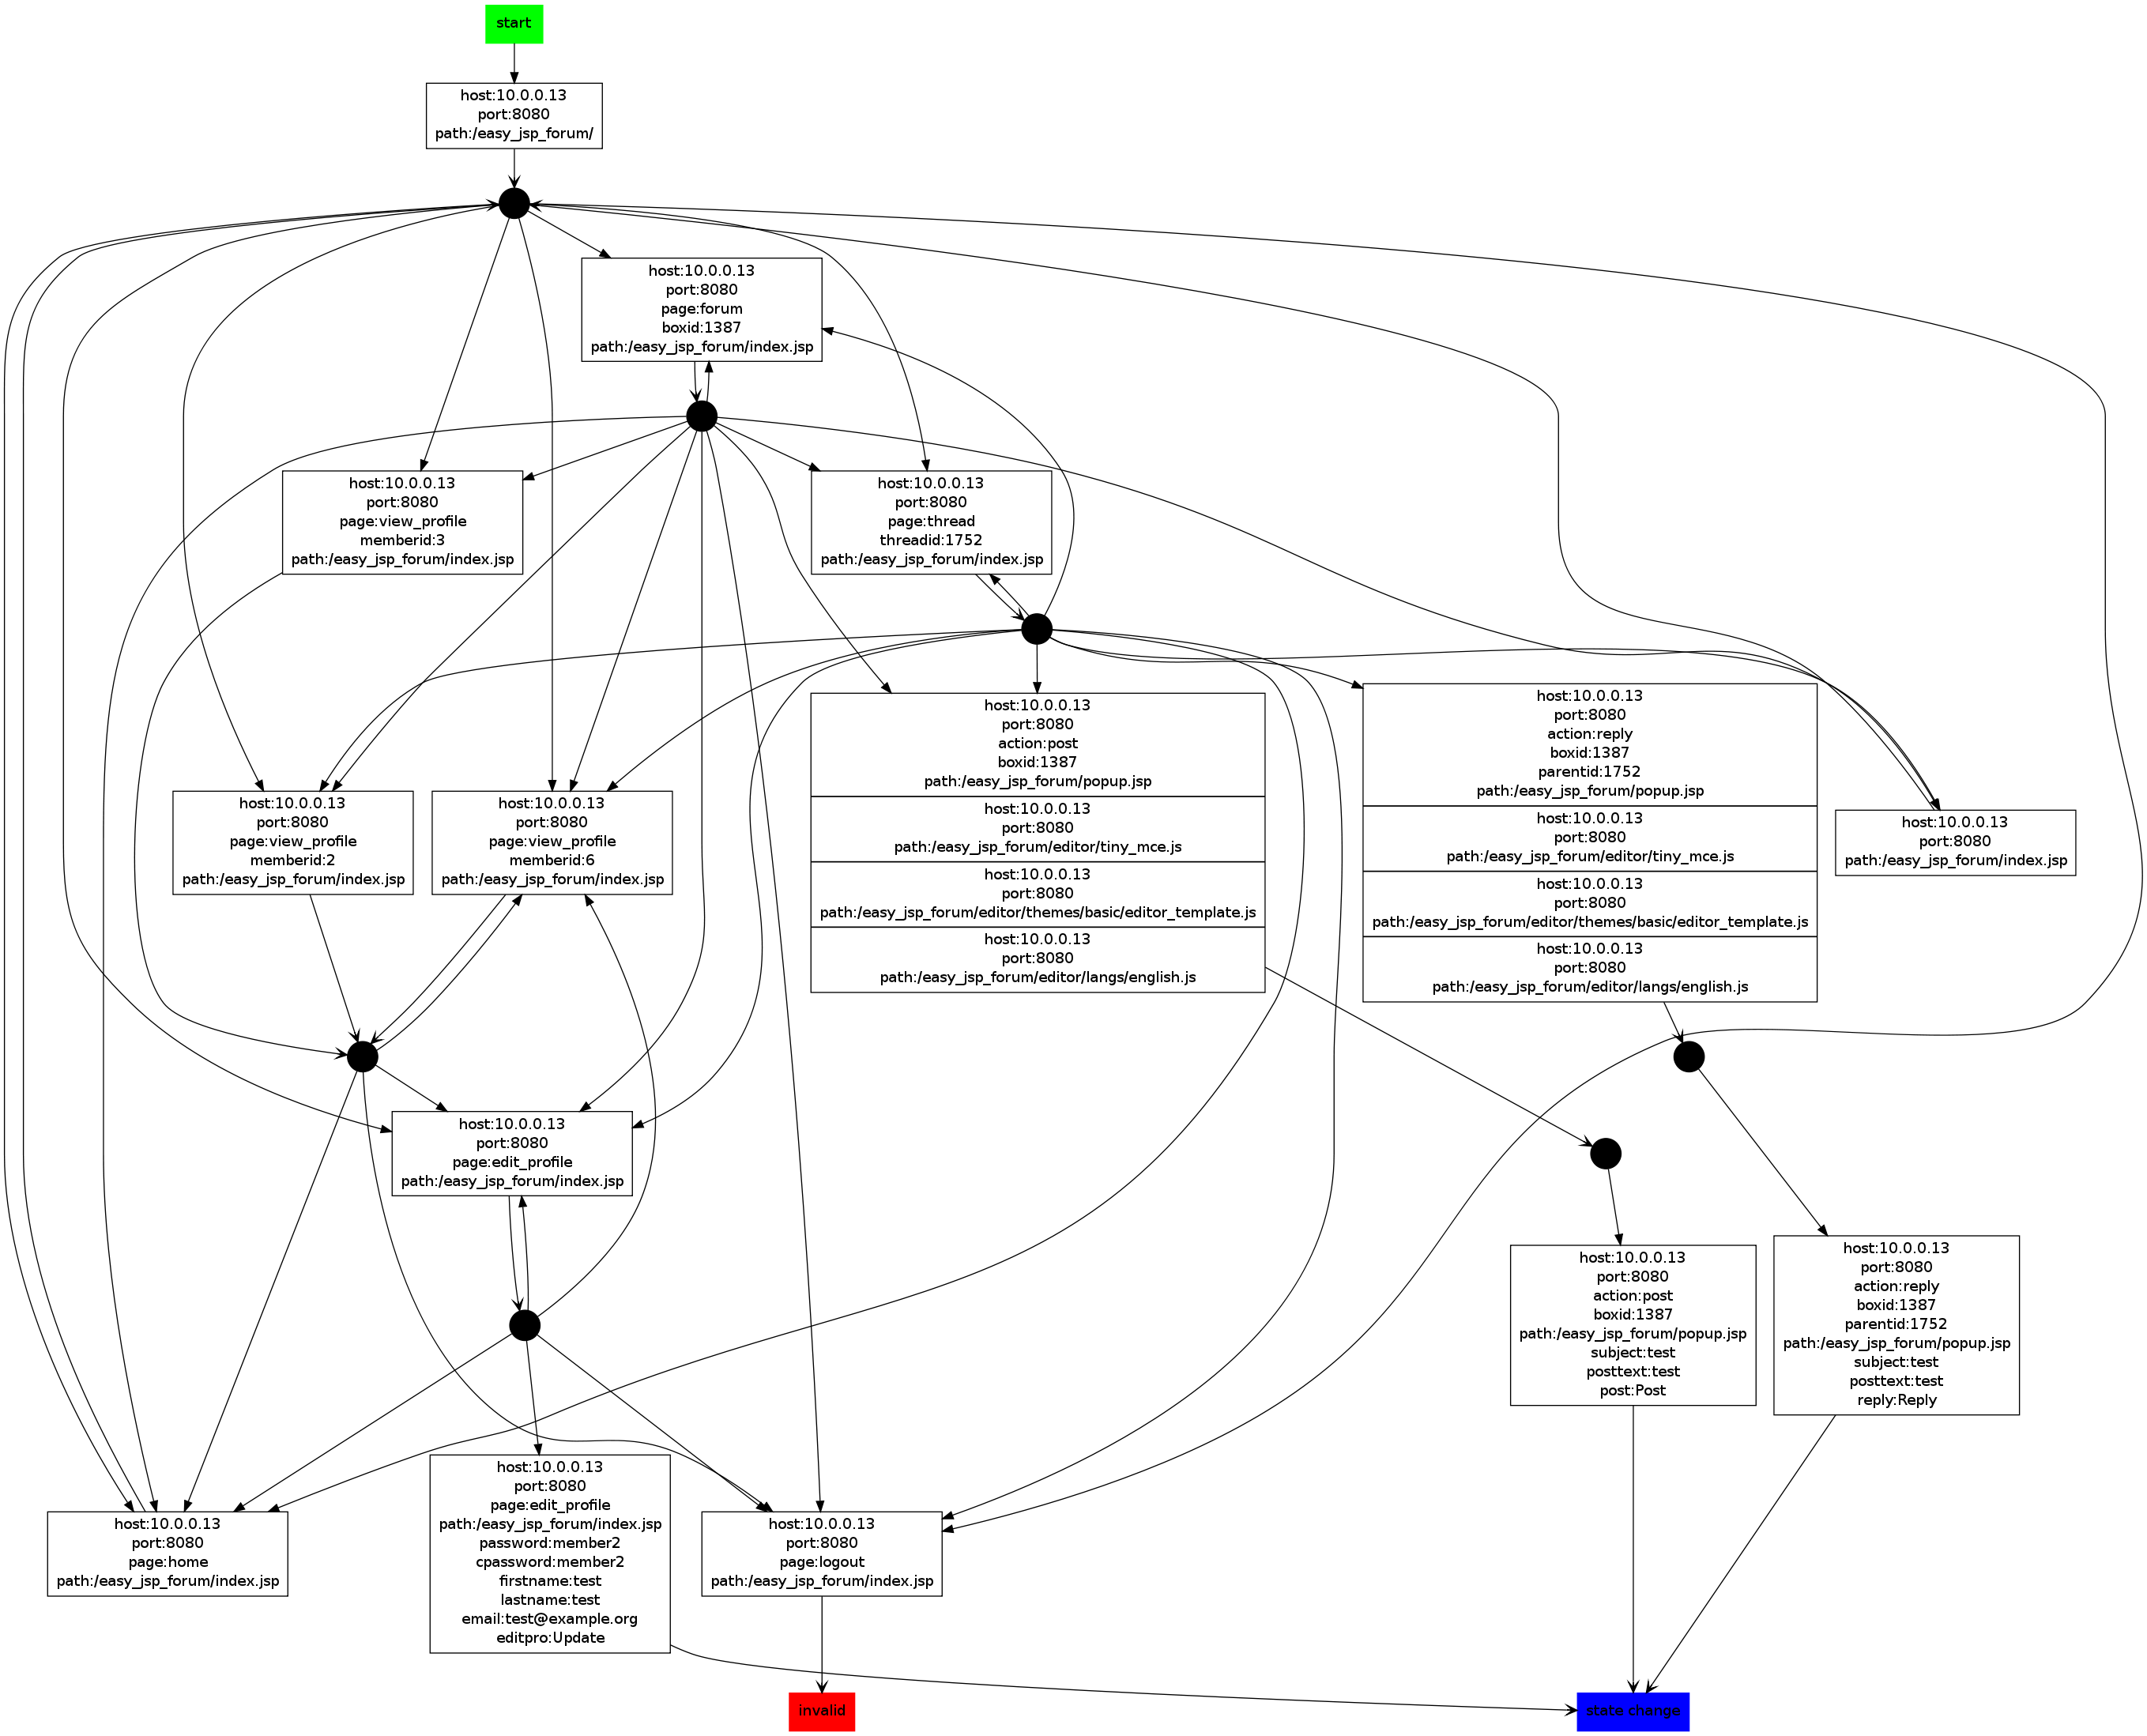 start
host:10.0.0.13
port:8080
path:/easy_jsp_forum/
host:10.0.0.13
port:8080
page:forum
boxid:1387
path:/easy_jsp_forum/index.jsp
host:10.0.0.13
port:8080
page:view_profile
memberid:3
path:/easy_jsp_forum/index.jsp
host:10.0.0.13
port:8080
page:thread
threadid:1752
path:/easy_jsp_forum/index.jsp
host:10.0.0.13
port:8080
page:view_profile
memberid:2
path:/easy_jsp_forum/index.jsp
host:10.0.0.13
port:8080
page:view_profile
memberid:6
path:/easy_jsp_forum/index.jsp
host:10.0.0.13
port:8080
action:post
boxid:1387
path:/easy_jsp_forum/popup.jsp
host:10.0.0.13
port:8080
path:/easy_jsp_forum/editor/tiny_mce.js
host:10.0.0.13
port:8080
path:/easy_jsp_forum/editor/themes/basic/editor_template.js
host:10.0.0.13
port:8080
path:/easy_jsp_forum/editor/langs/english.js
host:10.0.0.13
port:8080
action:reply
boxid:1387
parentid:1752
path:/easy_jsp_forum/popup.jsp
host:10.0.0.13
port:8080
path:/easy_jsp_forum/editor/tiny_mce.js
host:10.0.0.13
port:8080
path:/easy_jsp_forum/editor/themes/basic/editor_template.js
host:10.0.0.13
port:8080
path:/easy_jsp_forum/editor/langs/english.js
host:10.0.0.13
port:8080
path:/easy_jsp_forum/index.jsp
host:10.0.0.13
port:8080
page:edit_profile
path:/easy_jsp_forum/index.jsp
host:10.0.0.13
port:8080
action:post
boxid:1387
path:/easy_jsp_forum/popup.jsp
subject:test
posttext:test
post:Post
host:10.0.0.13
port:8080
action:reply
boxid:1387
parentid:1752
path:/easy_jsp_forum/popup.jsp
subject:test
posttext:test
reply:Reply
host:10.0.0.13
port:8080
page:home
path:/easy_jsp_forum/index.jsp
host:10.0.0.13
port:8080
page:edit_profile
path:/easy_jsp_forum/index.jsp
password:member2
cpassword:member2
firstname:test
lastname:test
email:test@example.org
editpro:Update
host:10.0.0.13
port:8080
page:logout
path:/easy_jsp_forum/index.jsp
invalid
state change